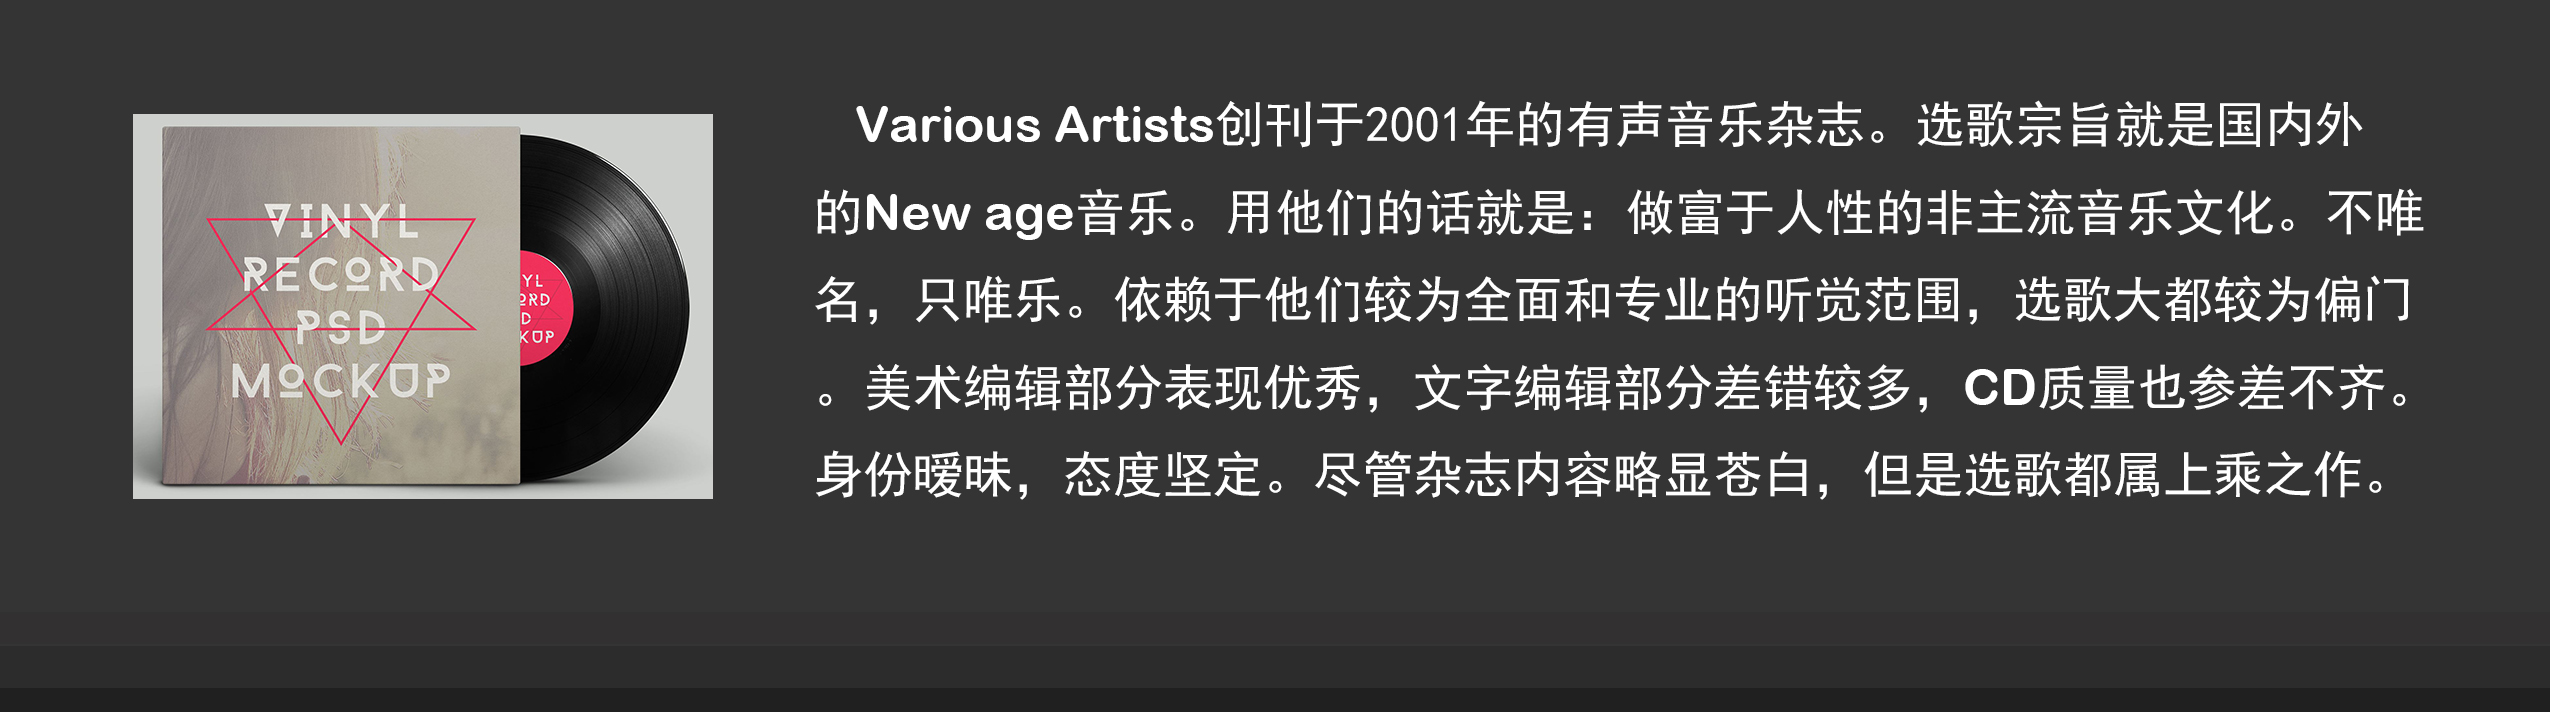 VINYL
RECORD
PSD
MOCKUP
YL
ORD
D
KUP
Various Artists创刊于2001年的有声音乐杂志。选歌宗旨就是国内外
的New age音乐。用他们的话就是：做富于人性的非主流音乐文化。不唯
名，只唯乐。依赖于他们较为全面和专业的听觉范围，选歌大都较为偏门
。美术编辑部分表现优秀，文字编辑部分差错较多，CD质量也参差不齐。
身份暧昧，态度坚定。尽管杂志内容略显苍白，但是选歌都属上乘之作。